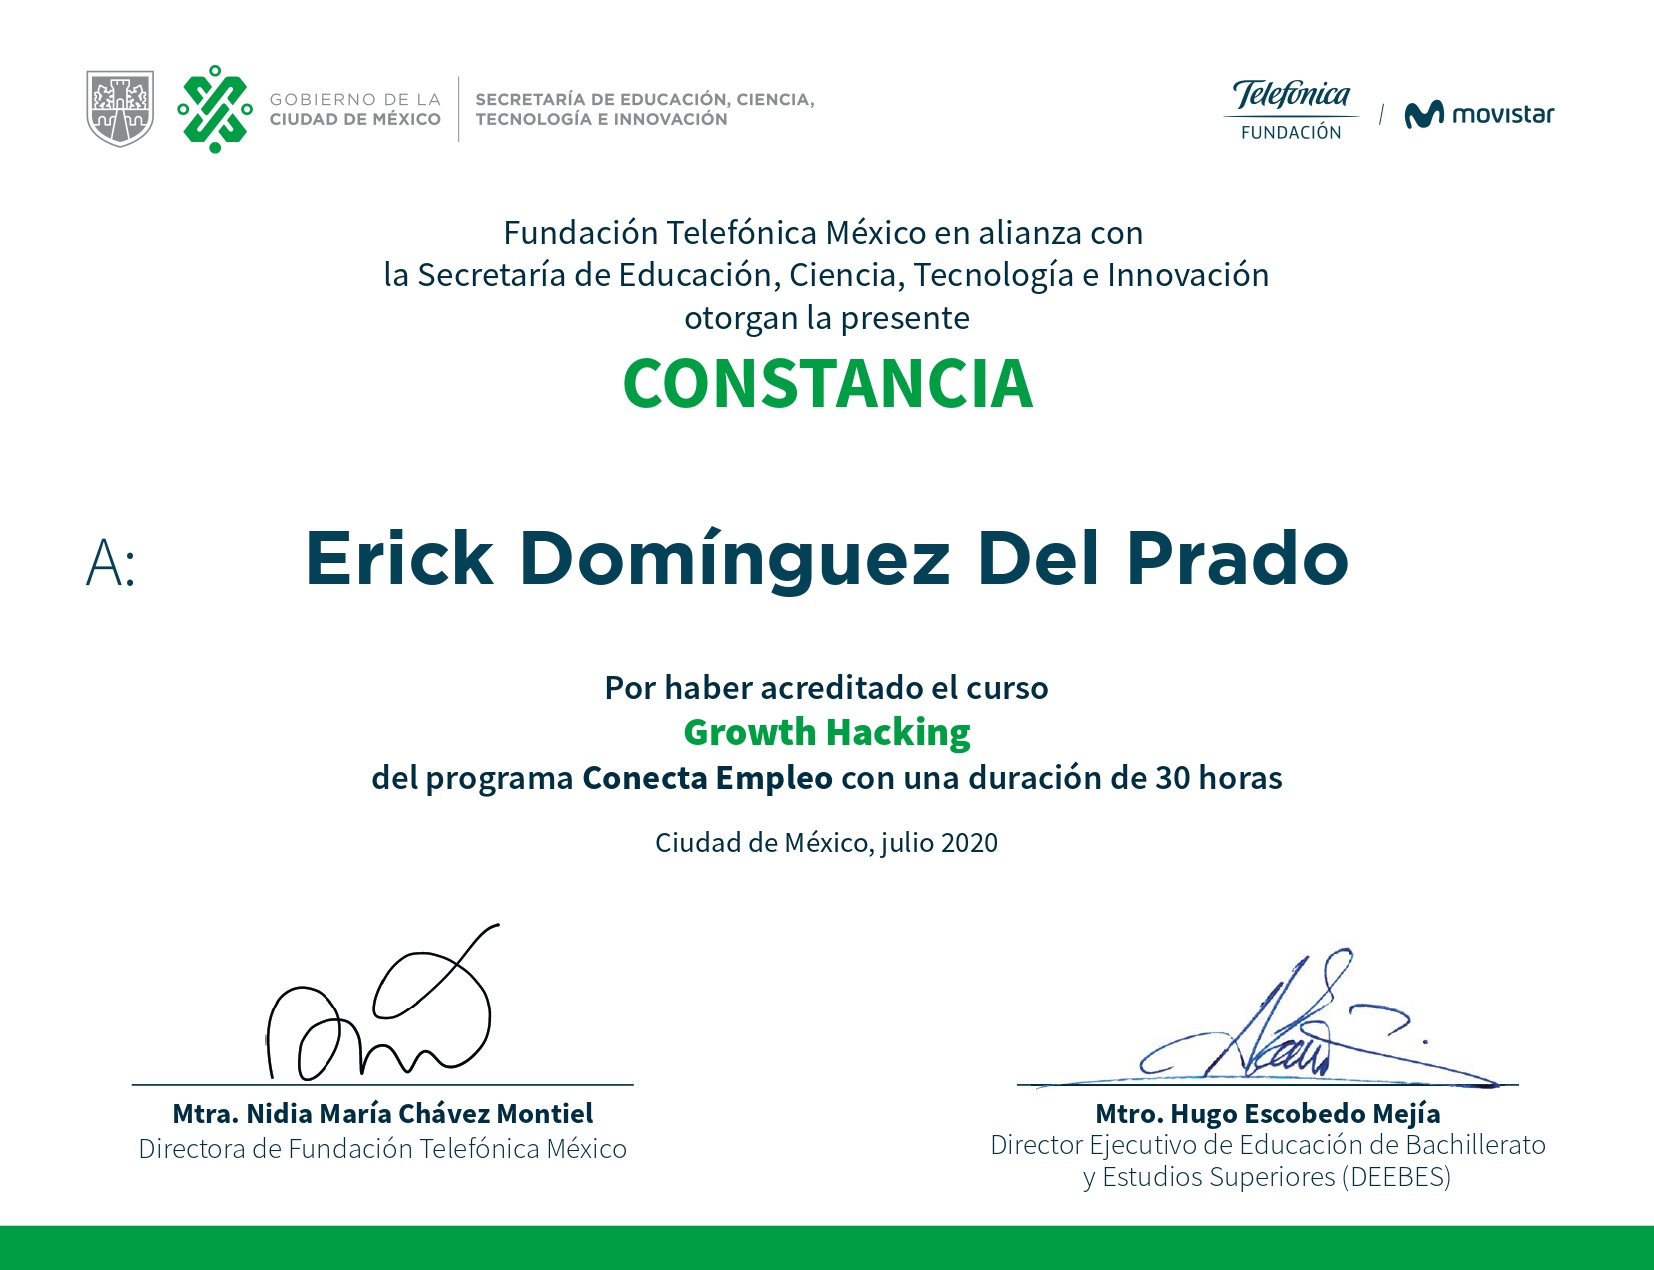 GOBIERNO DE LA
CIUDAD DE MÉXICO
SECRETARÍA DE EDUCACIÓN, CIENCIA,
TECNOLOGÍA E INNOVACIÓN
Telefónica
FUNDACIÓN
/
movistar
Fundación Telefónica México en alianza con
la Secretaría de Educación, Ciencia, Tecnología e Innovación
otorgan la presente
CONSTANCIA
A: Erick Domínguez Del Prado
Por haber acreditado el curso
Growth Hacking
del programa Conecta Empleo con una duración de 30 horas
Ciudad de México, julio 2020
Mtra. Nidia María Chávez Montiel
Directora de Fundación Telefónica México
Mtro. Hugo Escobedo Mejía
Director Ejecutivo de Educación de Bachillerato
y Estudios Superiores (DEEBES)